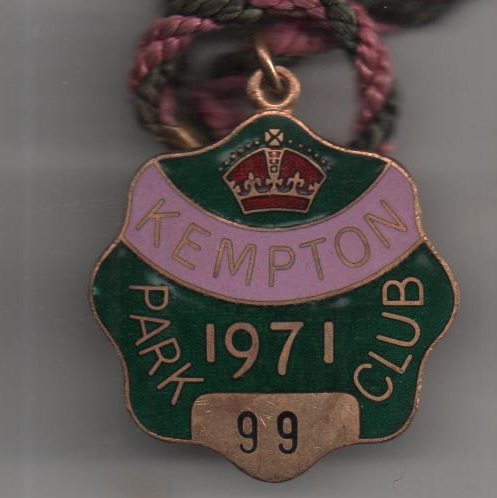 KEMPTON
PARK
1971
CLUB
99